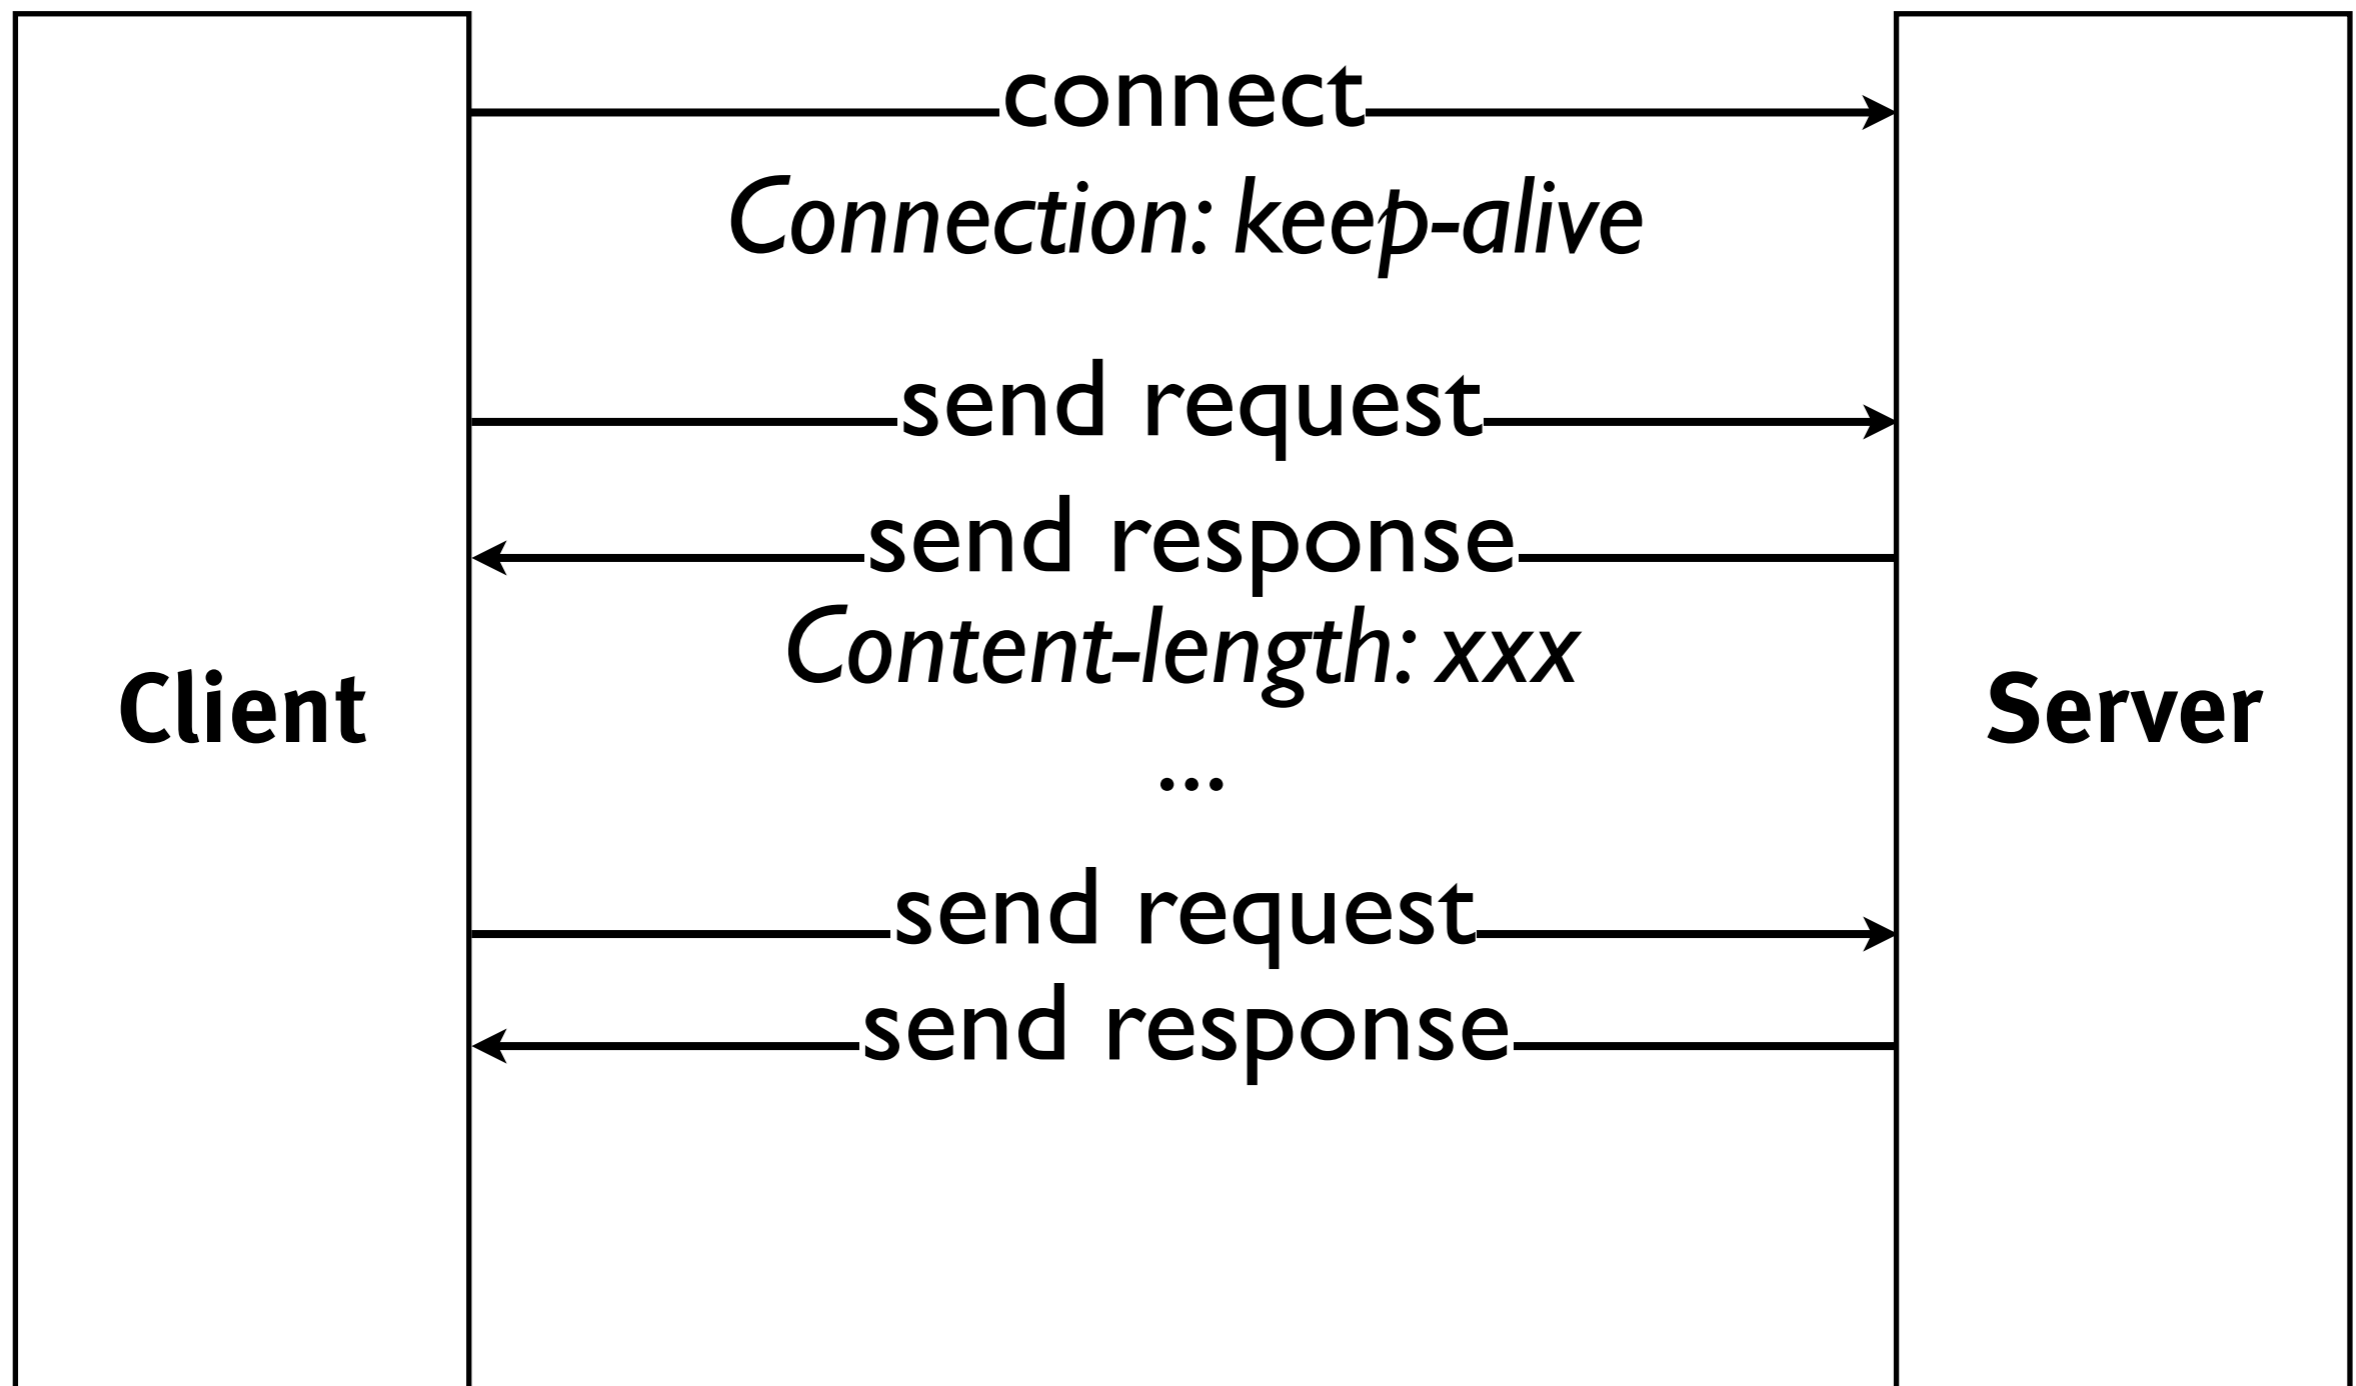 connect
Connection: keep-alive
send request
send response
Content-length: xxx
Client
Server
...
send request
send response